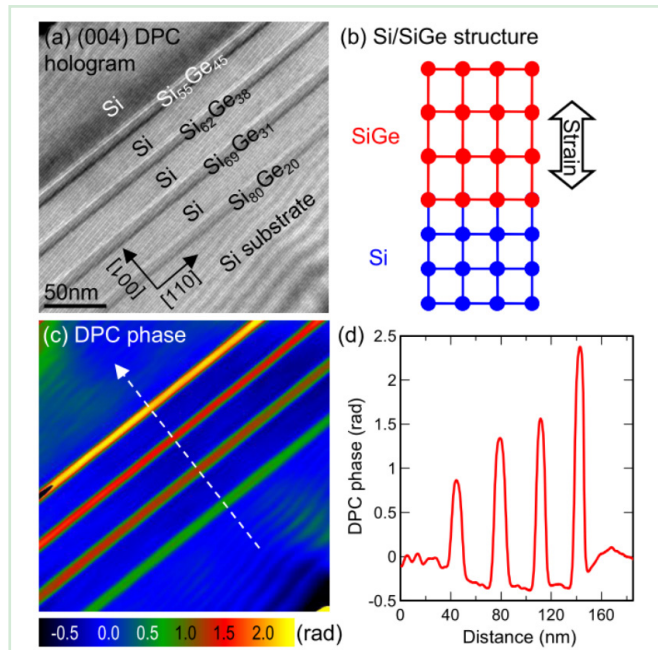 (a) (004) DPC
hologram
Si
Si₅₅Ge₄₅
Si
Si₆₂Ge₃₈
Si
Si₆₉Ge₃₁
Si
Si₈₀Ge₂₀
Si substrate
[001]
[110]
50nm
(b) Si/SiGe structure
SiGe
Strain
Si
(c) DPC phase
-0.5 0.0 0.5 1.0 1.5 2.0 (rad)
(d)
DPC phase (rad)
2.5
2
1.5
1
0.5
0
-0.5
0 40 80 120 160
Distance (nm)